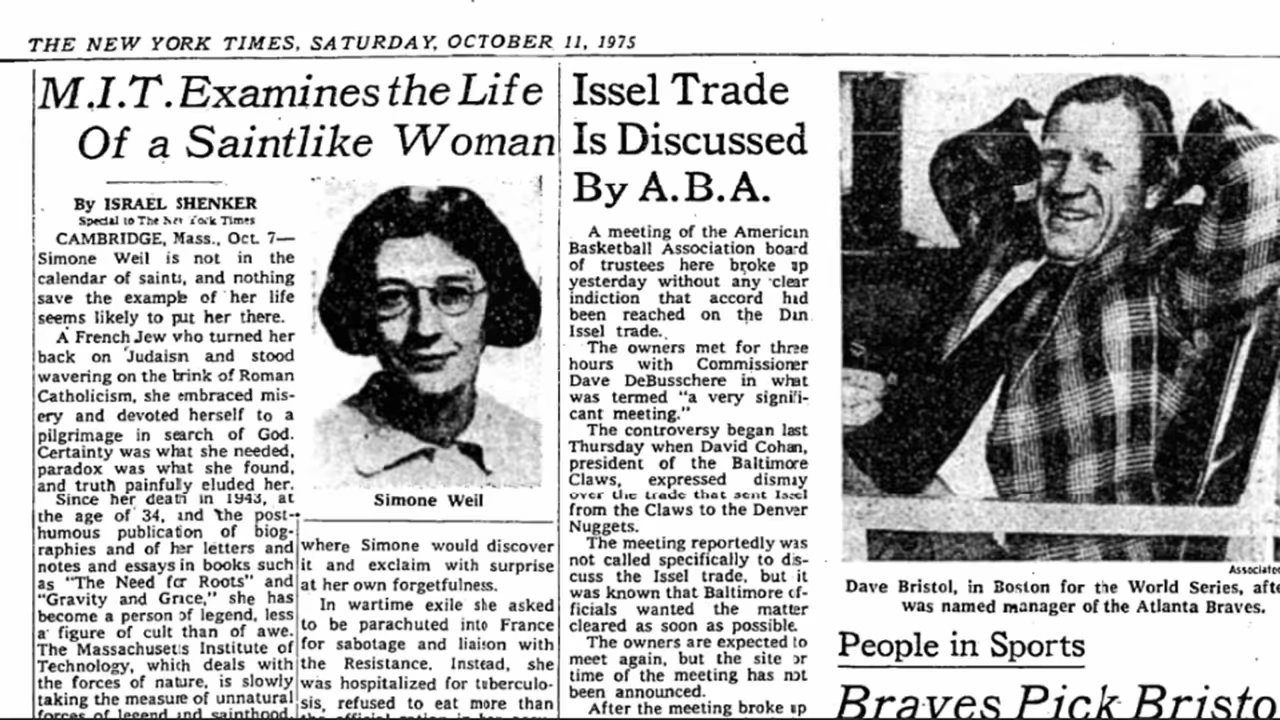 THE NEW YORK TIMES, SATURDAY, OCTOBER 11, 1975
M.I.T. Examines the Life
Of a Saintlike Woman
By ISRAEL SHENKER
Special to The New York Times
CAMBRIDGE, Mass., Oct. 7—
Simone Weil is not in the
calendar of saints, and nothing
save the example of her life
seems likely to put her there.
A French Jew who turned her
back on Judaism and stood
wavering on the brink of Roman
Catholicism, she embraced mis-
ery and devoted herself to a
pilgrimage in search of God.
Certainty was what she needed,
paradox was what she found,
and truth painfully eluded her.
Since her death in 1943, at
the age of 34, and the post-
humous publication of biog-
raphies and of her letters and
notes and essays in books such
as "The Need for Roots" and
"Gravity and Grace," she has
become a person of legend, less
a figure of cult than of awe.
The Massachusetts Institute of
Technology, which deals with
the forces of nature, is slowly
taking the measure of unnatural
forces of legend and sainthood.
Simone Weil
where Simone would discover
it and exclaim with surprise
at her own forgetfulness.
In wartime exile she asked
to be parachuted into France
for sabotage and liaison with
the Resistance. Instead, she
was hospitalized for tuberculo-
sis, refused to eat more than
the official ration in her
Issel Trade
Is Discussed
By A.B.A.
A meeting of the American
Basketball Association board
of trustees here broke up
yesterday without any clear
indiction that accord had
been reached on the Dan
Issel trade.
The owners met for three
hours with Commissioner
Dave DeBusschere in what
was termed "a very signifi-
cant meeting."
The controversy began last
Thursday when David Cohan,
president of the Baltimore
Claws, expressed dismay
over the trade that sent Issel
from the Claws to the Denver
Nuggets.
The meeting reportedly was
not called specifically to dis-
cuss the Issel trade, but it
was known that Baltimore of-
ficials wanted the matter
cleared as soon as possible.
The owners are expected to
meet again, but the site or
time of the meeting has not
been announced.
After the meeting broke up
Associate
Dave Bristol, in Boston for the World Series, afte
was named manager of the Atlanta Braves.
People in Sports
Braves Pick Bristo